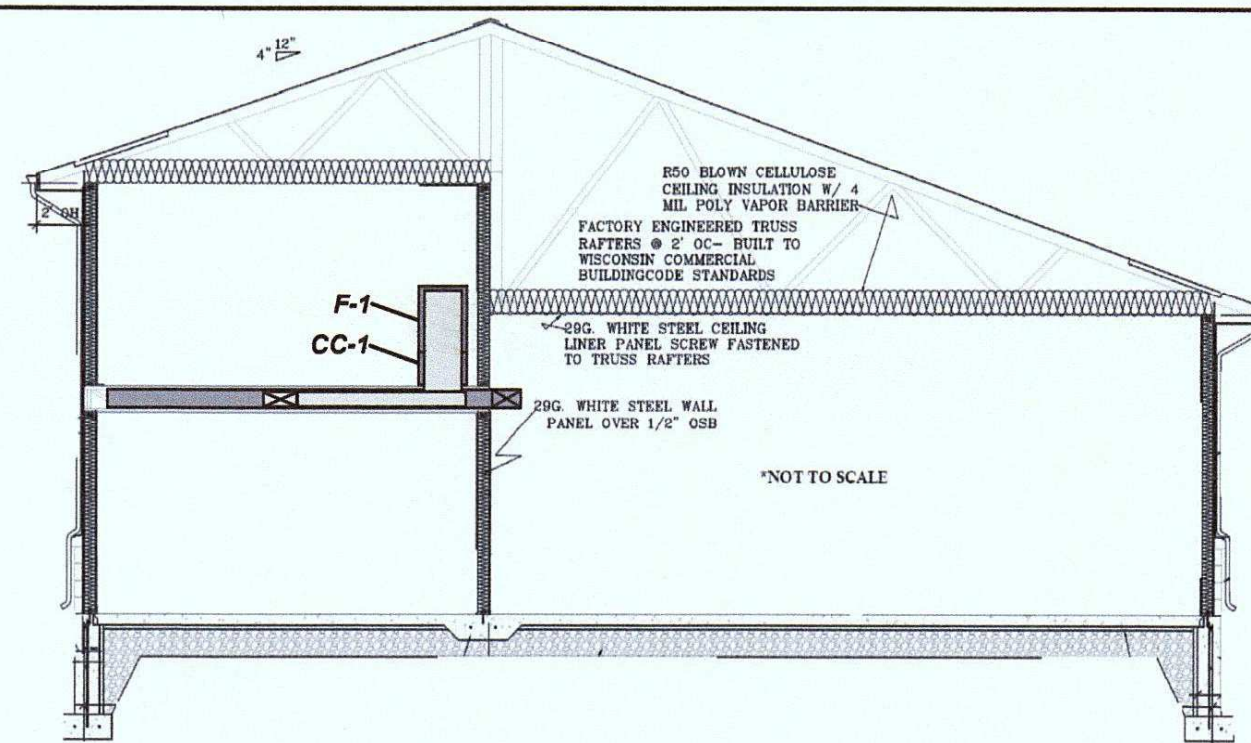 4" 12"
R50 BLOWN CELLULOSE
CEILING INSULATION W/ 4
MIL POLY VAPOR BARRIER
2' OH
FACTORY ENGINEERED TRUSS
RAFTERS @ 2' OC- BUILT TO
WISCONSIN COMMERCIAL
BUILDINGCODE STANDARDS
F-1
CC-1
29G. WHITE STEEL CEILING
LINER PANEL SCREW FASTENED
TO TRUSS RAFTERS
29G. WHITE STEEL WALL
PANEL OVER 1/2" OSB
*NOT TO SCALE